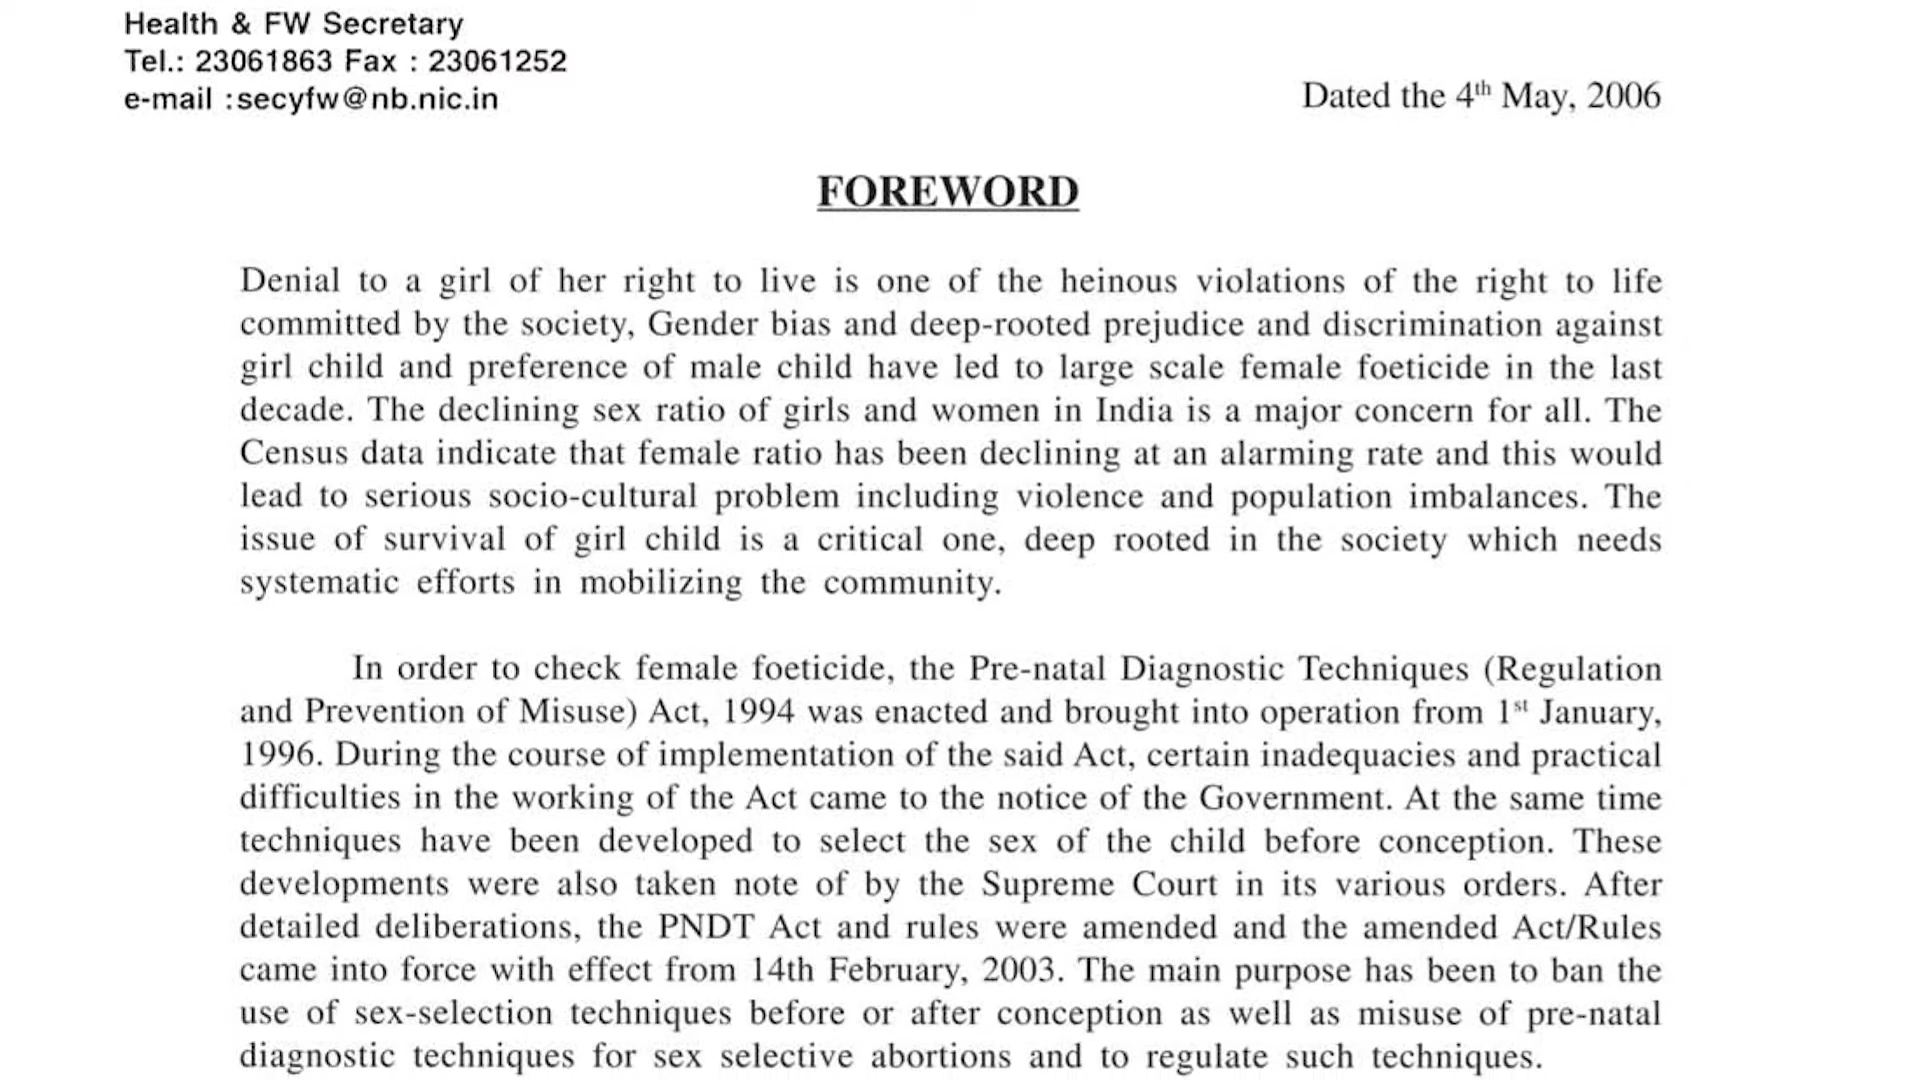 Health & FW Secretary
Tel.: 23061863 Fax : 23061252
e-mail :secyfw@nb.nic.in
Dated the 4th May, 2006
FOREWORD
Denial to a girl of her right to live is one of the heinous violations of the right to life
committed by the society, Gender bias and deep-rooted prejudice and discrimination against
girl child and preference of male child have led to large scale female foeticide in the last
decade. The declining sex ratio of girls and women in India is a major concern for all. The
Census data indicate that female ratio has been declining at an alarming rate and this would
lead to serious socio-cultural problem including violence and population imbalances. The
issue of survival of girl child is a critical one, deep rooted in the society which needs
systematic efforts in mobilizing the community.
In order to check female foeticide, the Pre-natal Diagnostic Techniques (Regulation
and Prevention of Misuse) Act, 1994 was enacted and brought into operation from 1st January,
1996. During the course of implementation of the said Act, certain inadequacies and practical
difficulties in the working of the Act came to the notice of the Government. At the same time
techniques have been developed to select the sex of the child before conception. These
developments were also taken note of by the Supreme Court in its various orders. After
detailed deliberations, the PNDT Act and rules were amended and the amended Act/Rules
came into force with effect from 14th February, 2003. The main purpose has been to ban the
use of sex-selection techniques before or after conception as well as misuse of pre-natal
diagnostic techniques for sex selective abortions and to regulate such techniques.